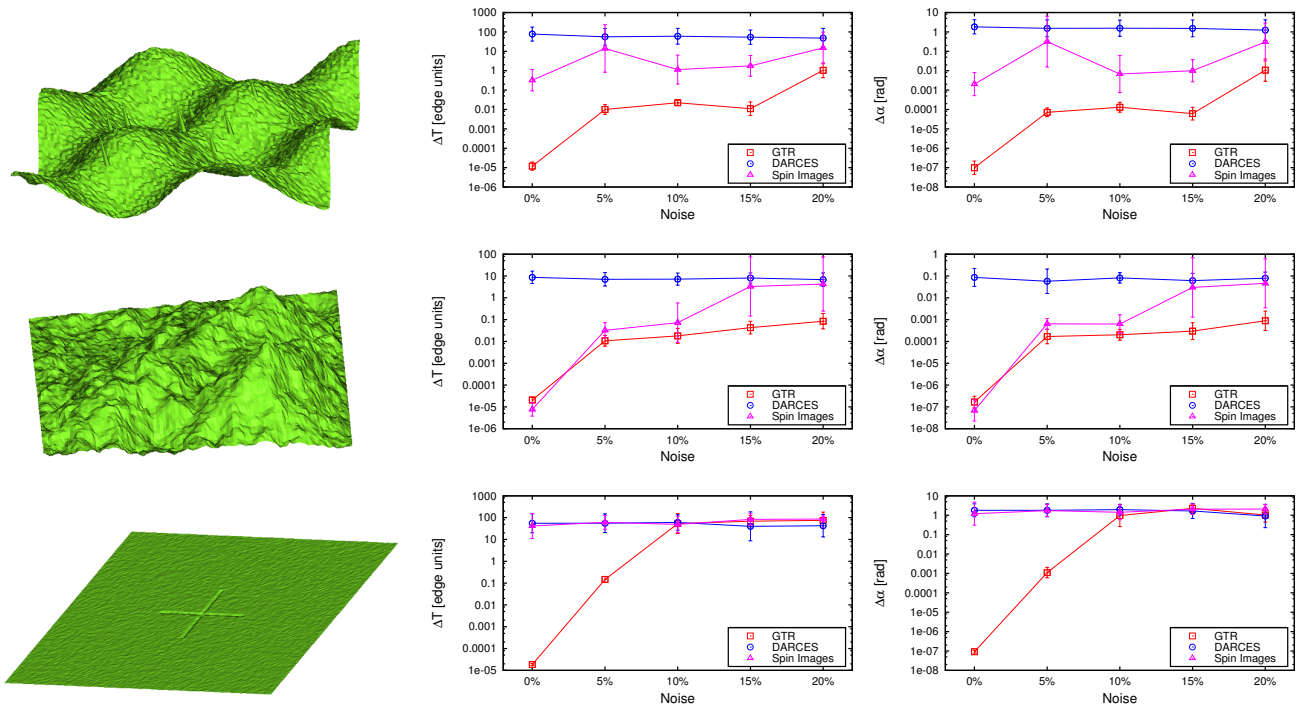 1000
100
10
1
0.1
0.01
0.001
0.0001
1e-05
1e-06
ΔT [edge units]
0% 5% 10% 15% 20%
Noise
GTR
DARCES
Spin Images
10
1
0.1
0.01
0.001
0.0001
1e-05
1e-06
1e-07
1e-08
Δα [rad]
0% 5% 10% 15% 20%
Noise
GTR
DARCES
Spin Images
100
10
1
0.1
0.01
0.001
0.0001
1e-05
1e-06
ΔT [edge units]
0% 5% 10% 15% 20%
Noise
GTR
DARCES
Spin Images
1
0.1
0.01
0.001
0.0001
1e-05
1e-06
1e-07
1e-08
Δα [rad]
0% 5% 10% 15% 20%
Noise
GTR
DARCES
Spin Images
1000
100
10
1
0.1
0.01
0.001
0.0001
1e-05
ΔT [edge units]
0% 5% 10% 15% 20%
Noise
GTR
DARCES
Spin Images
10
1
0.1
0.01
0.001
0.0001
1e-05
1e-06
1e-07
1e-08
Δα [rad]
0% 5% 10% 15% 20%
Noise
GTR
DARCES
Spin Images